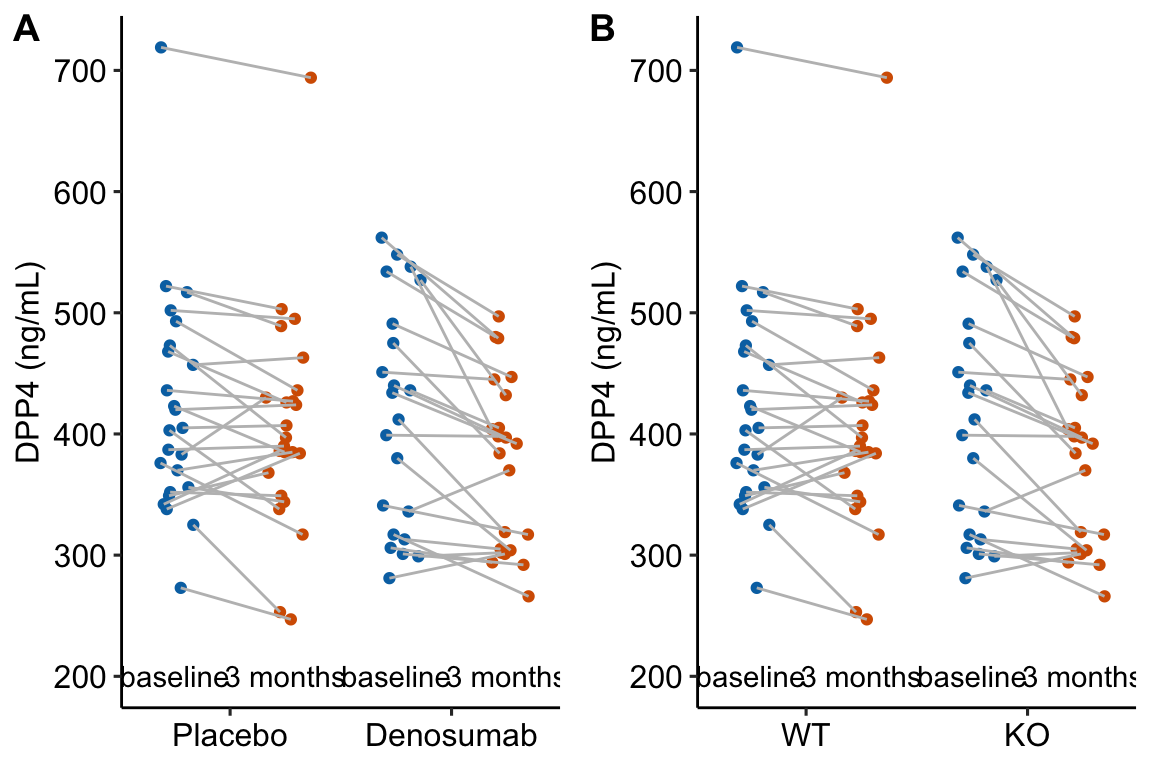 A
DPP4 (ng/mL)
700
600
500
400
300
200
baseline 3 months baseline 3 months
Placebo Denosumab
B
DPP4 (ng/mL)
700
600
500
400
300
200
baseline 3 months baseline 3 months
WT KO